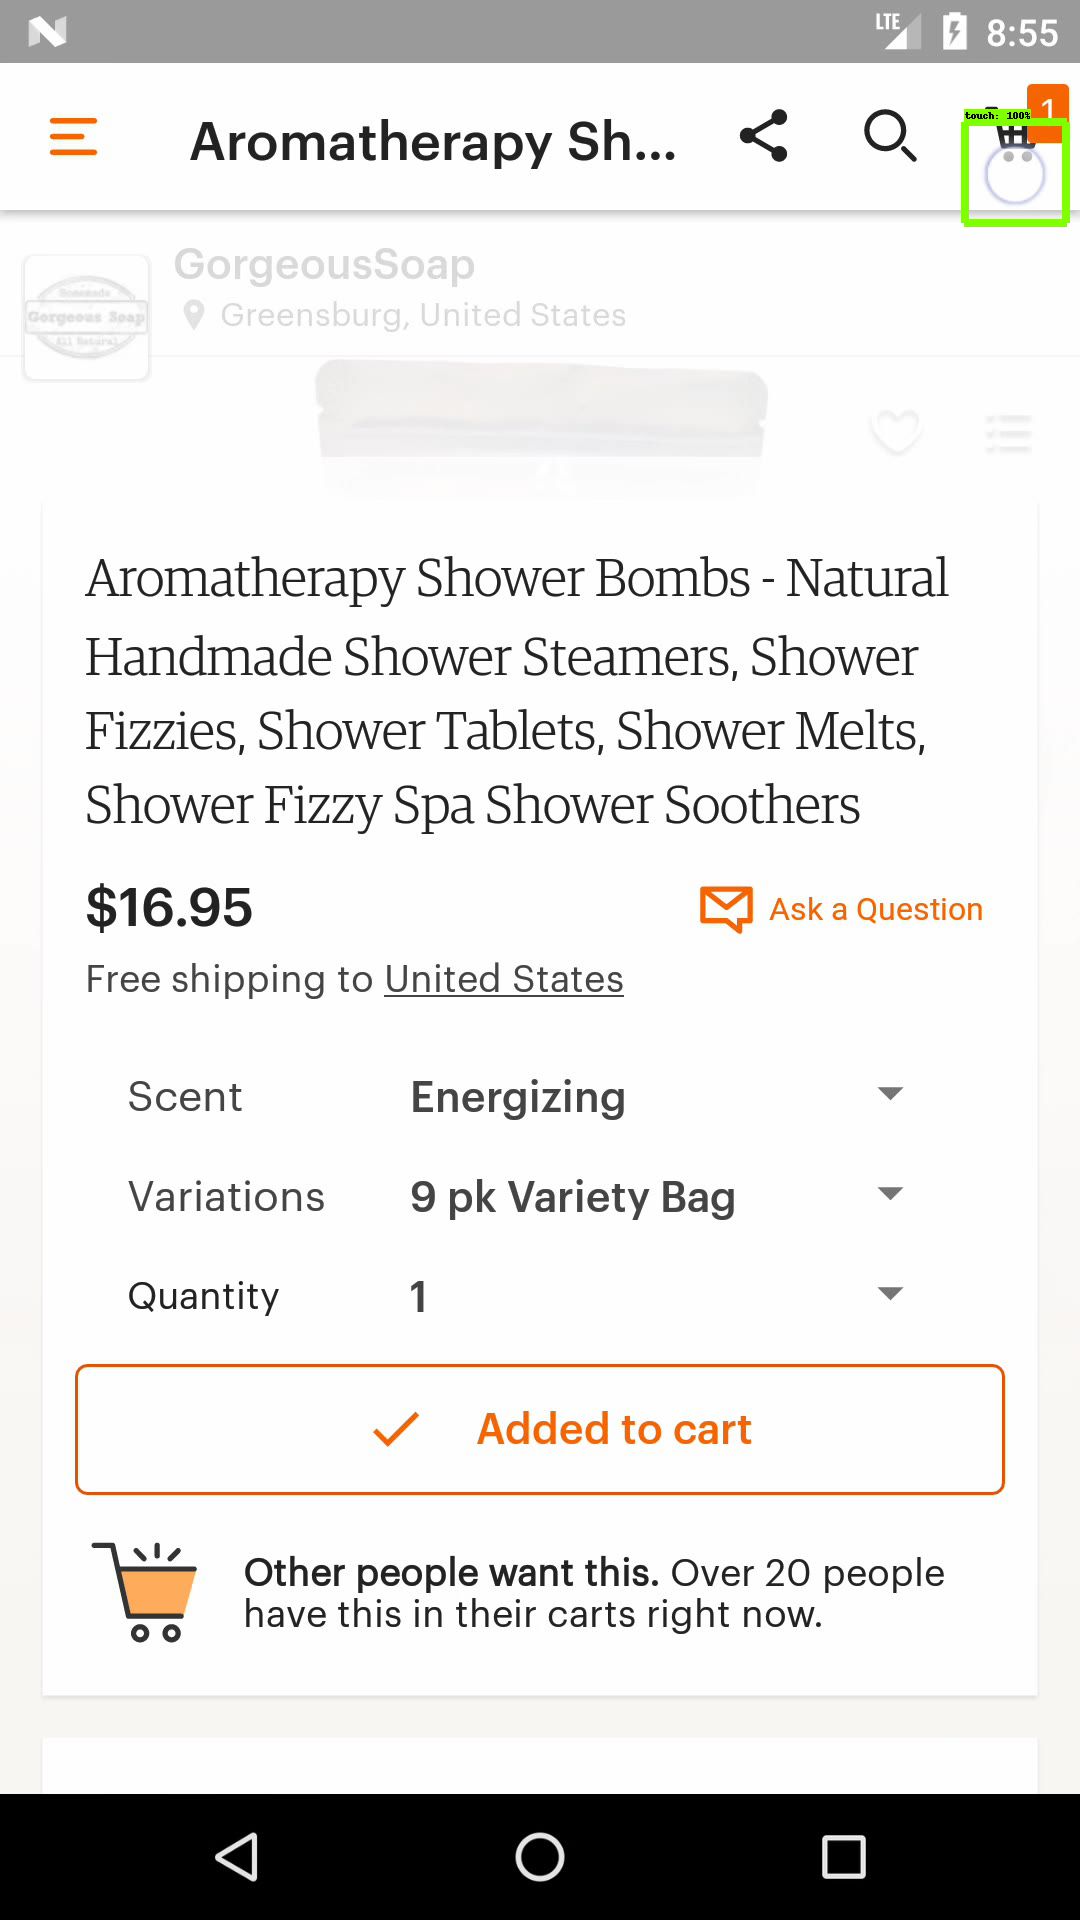 LTE 8:55
Aromatherapy Sh...
touch: 100%
1
GorgeousSoap
Greensburg, United States
Homemade
Gorgeous Soap
All Natural
Aromatherapy Shower Bombs - Natural
Handmade Shower Steamers, Shower
Fizzies, Shower Tablets, Shower Melts,
Shower Fizzy Spa Shower Soothers
$16.95
Ask a Question
Free shipping to United States
Scent Energizing
Variations 9 pk Variety Bag
Quantity 1
Added to cart
Other people want this. Over 20 people
have this in their carts right now.